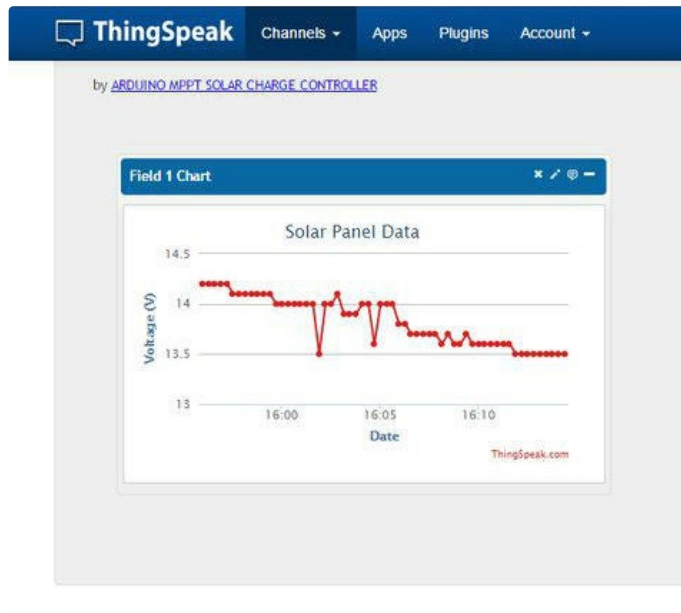 ThingSpeak Channels Apps Plugins Account
by ARDUINO MPPT SOLAR CHARGE CONTROLLER
Field 1 Chart
Solar Panel Data
14.5
14
13.5
13
Voltage (V)
16:00 16:05 16:10
Date
ThingSpeak.com